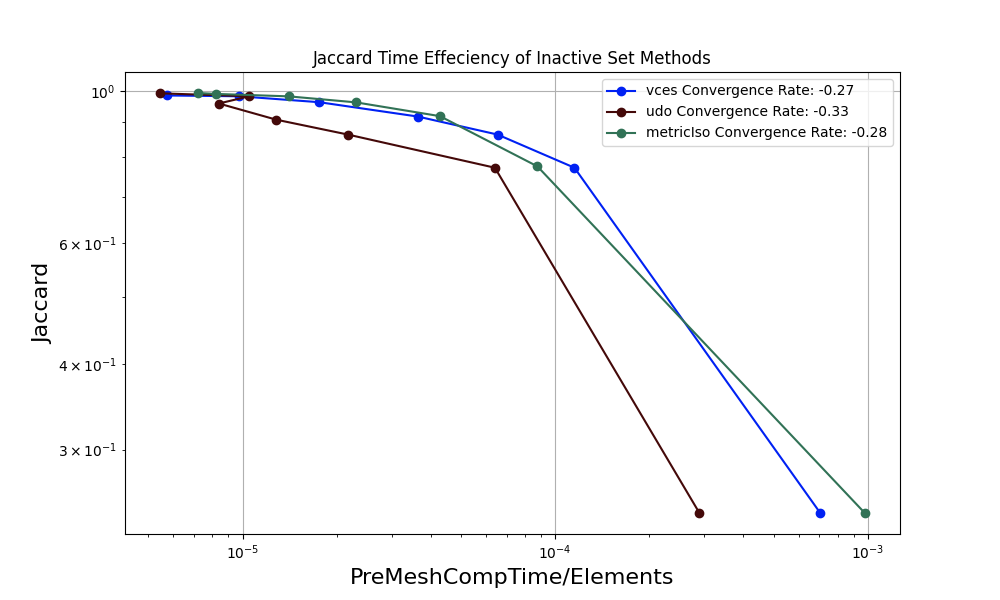 Jaccard Time Effeciency of Inactive Set Methods
vces Convergence Rate: -0.27
udo Convergence Rate: -0.33
metricIso Convergence Rate: -0.28
Jaccard
10⁰
6 × 10⁻¹
4 × 10⁻¹
3 × 10⁻¹
10⁻⁵
10⁻⁴
10⁻³
PreMeshCompTime/Elements